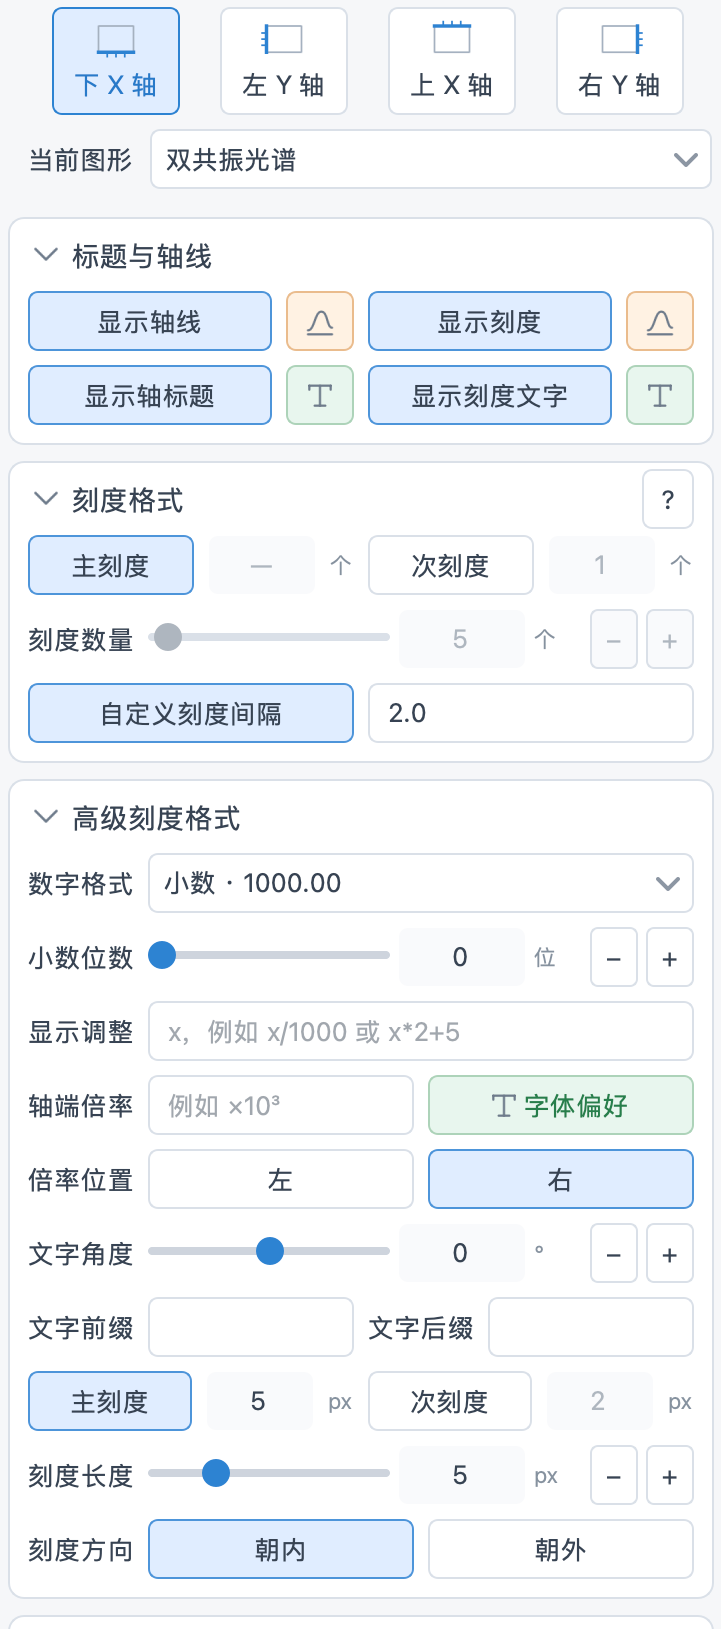 下 X 轴 左 Y 轴 上 X 轴 右 Y 轴
当前图形 双共振光谱
标题与轴线
显示轴线 显示刻度
显示轴标题 T 显示刻度文字 T
刻度格式 ?
主刻度 — 个 次刻度 1 个
刻度数量 5 个 − +
自定义刻度间隔 2.0
高级刻度格式
数字格式 小数 · 1000.00
小数位数 0 位 − +
显示调整 x，例如 x/1000 或 x*2+5
轴端倍率 例如 ×10³ T 字体偏好
倍率位置 左 右
文字角度 0 ° − +
文字前缀 文字后缀
主刻度 5 px 次刻度 2 px
刻度长度 5 px − +
刻度方向 朝内 朝外